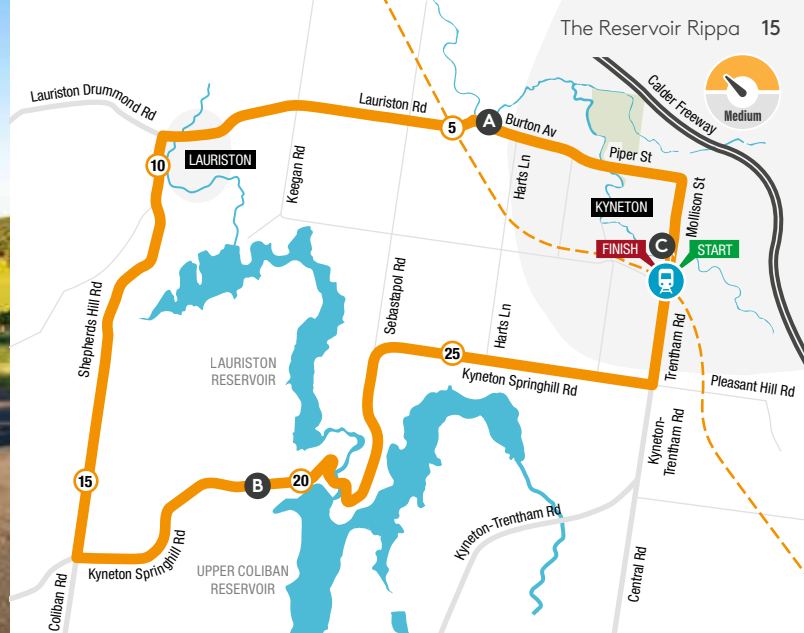 The Reservoir Rippa 15
Medium
Calder Freeway
Lauriston Drummond Rd
Lauriston Rd
5
A
Burton Av
Piper St
10
LAURISTON
Keegan Rd
Harts Ln
KYNETON
Mollison St
C
FINISH
START
Shepherds Hill Rd
Sebastapol Rd
Harts Ln
Trentham Rd
LAURISTON
RESERVOIR
25
Kyneton Springhill Rd
Pleasant Hill Rd
Kyneton-
Trentham Rd
15
B
20
Kyneton-Trentham Rd
Kyneton Springhill Rd
UPPER COLIBAN
RESERVOIR
Coliban Rd
Central Rd